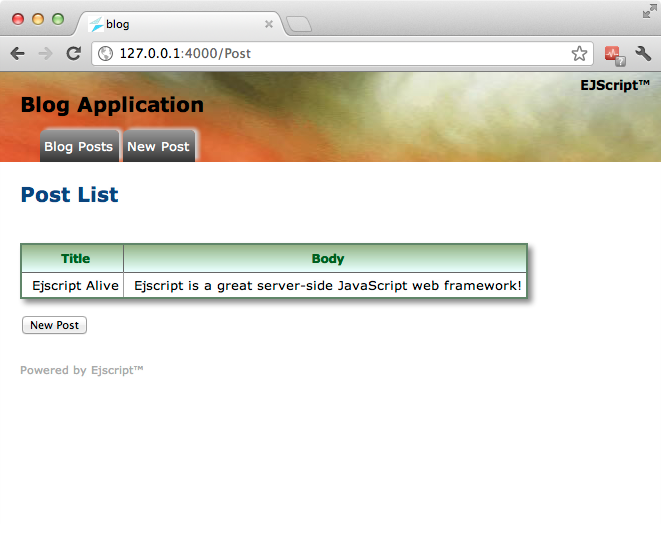 blog
127.0.0.1:4000/Post
EJScript™
Blog Application
Blog Posts New Post
Post List
Title Body
Ejscript Alive Ejscript is a great server-side JavaScript web framework!
New Post
Powered by Ejscript™